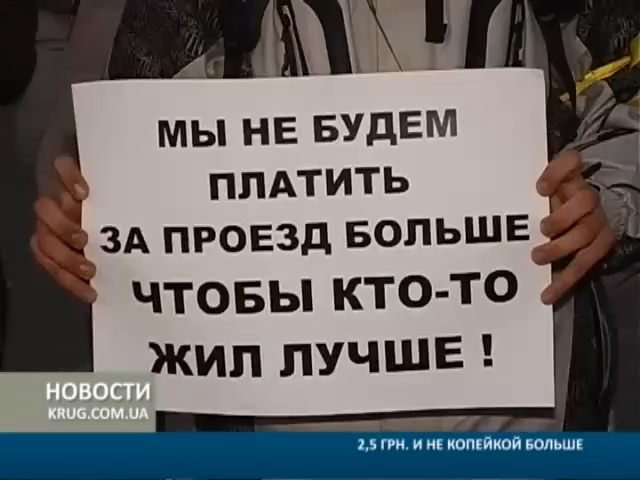 МЫ НЕ БУДЕМ
ПЛАТИТЬ
ЗА ПРОЕЗД БОЛЬШЕ
ЧТОБЫ КТО-ТО
ЖИЛ ЛУЧШЕ !
НОВОСТИ
KRUG.COM.UA
2,5 ГРН. И НЕ КОПЕЙКОЙ БОЛЬШЕ